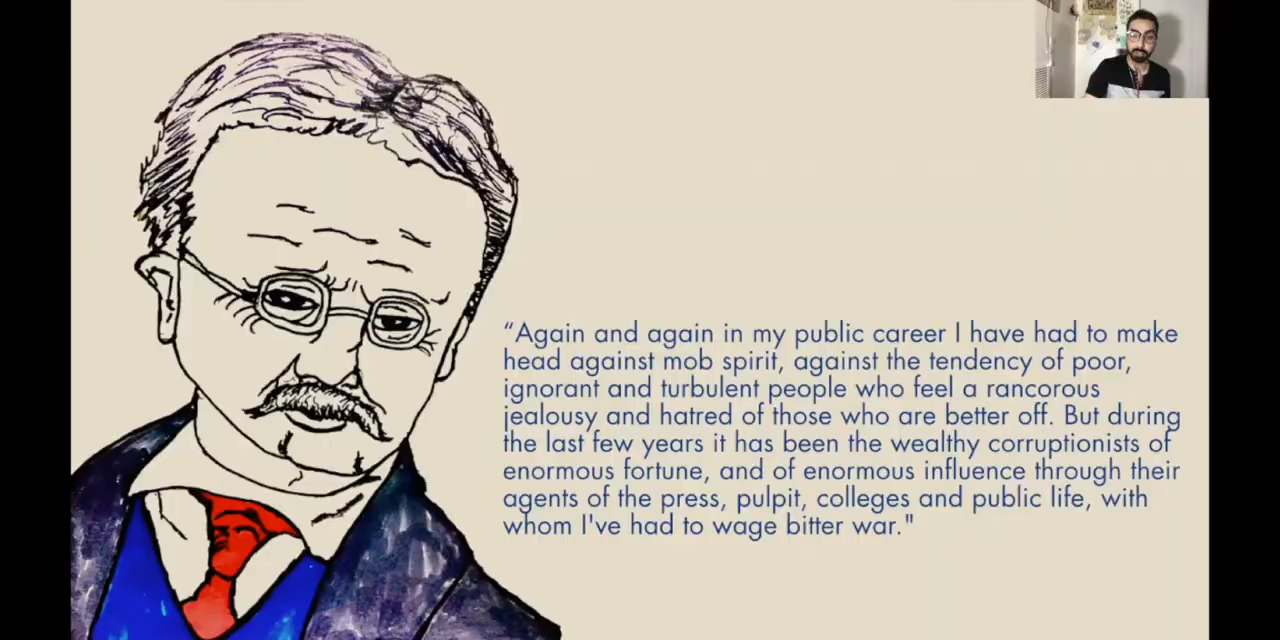 “Again and again in my public career I have had to make
head against mob spirit, against the tendency of poor,
ignorant and turbulent people who feel a rancorous
jealousy and hatred of those who are better off. But during
the last few years it has been the wealthy corruptionists of
enormous fortune, and of enormous influence through their
agents of the press, pulpit, colleges and public life, with
whom I've had to wage bitter war."